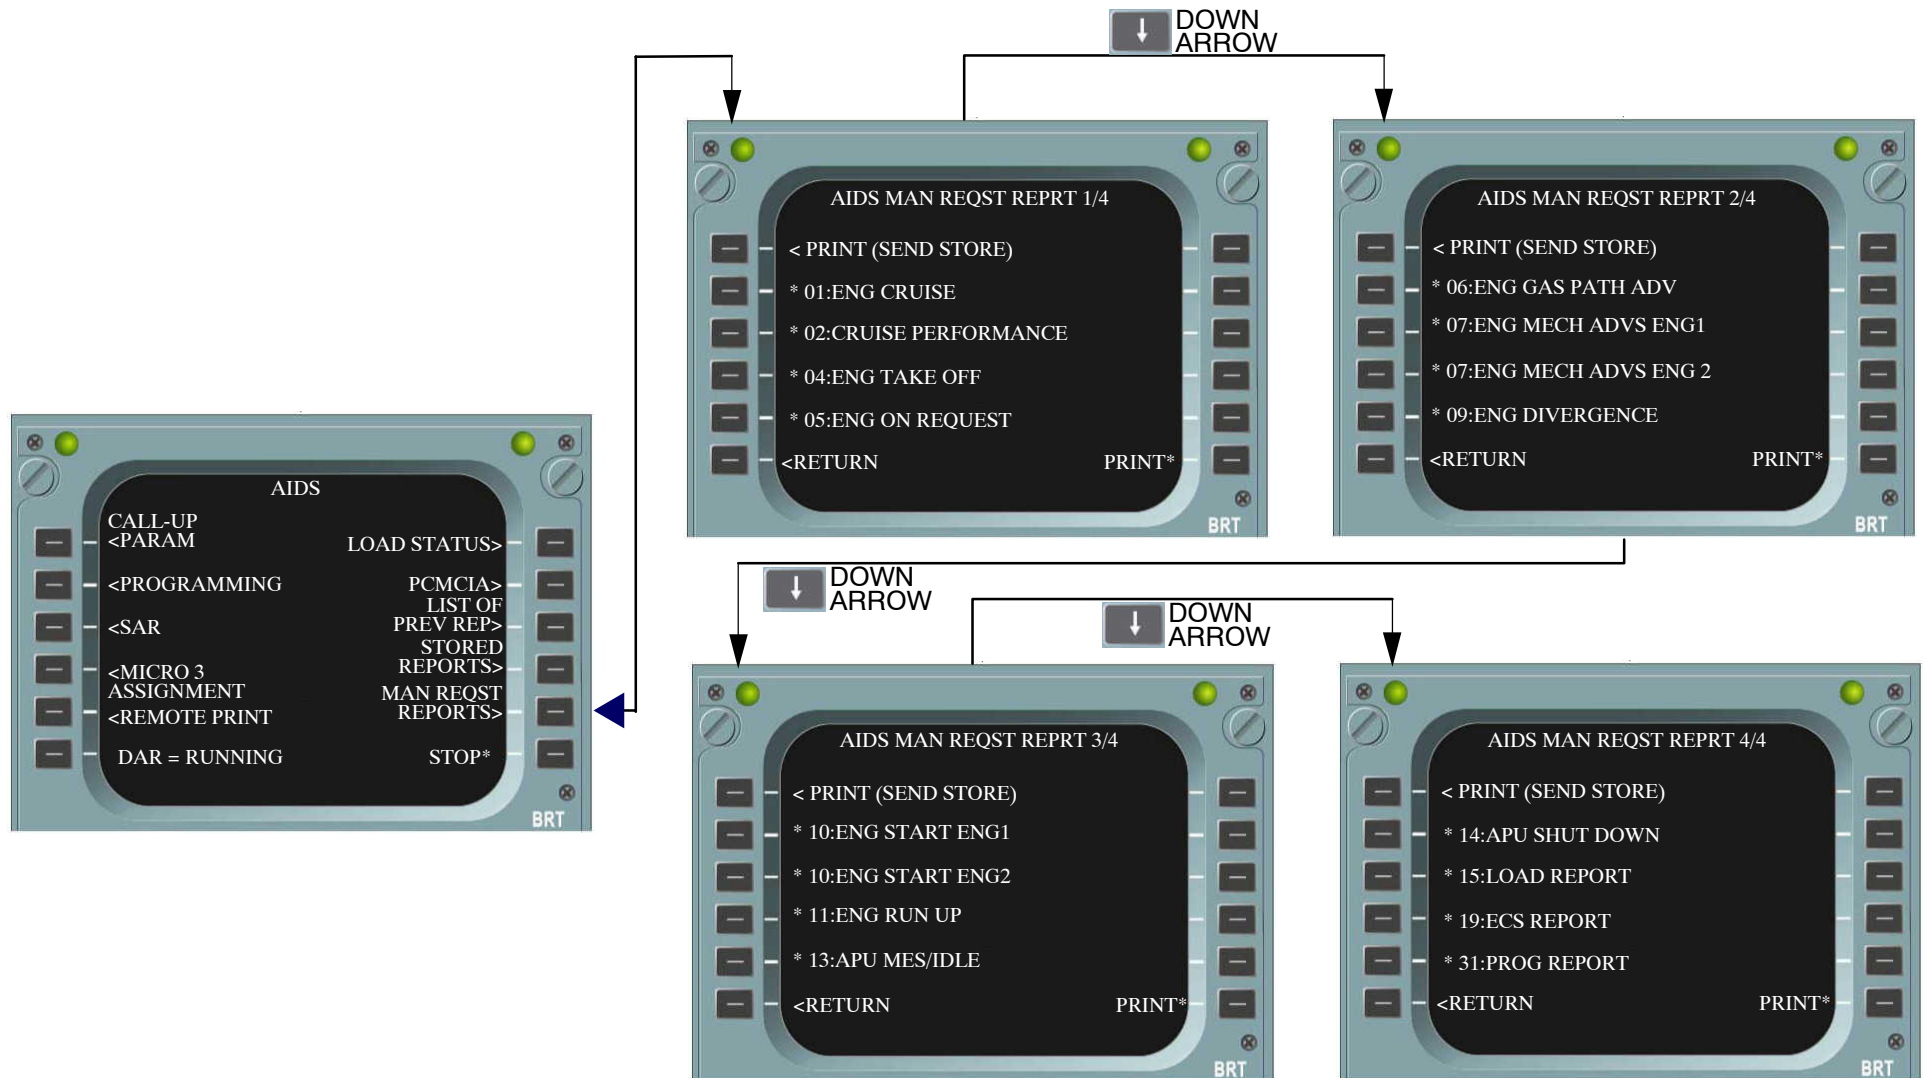 DOWN
ARROW
AIDS MAN REQST REPRT 1/4
< PRINT (SEND STORE)
* 01:ENG CRUISE
* 02:CRUISE PERFORMANCE
* 04:ENG TAKE OFF
* 05:ENG ON REQUEST
<RETURN PRINT*
BRT
AIDS MAN REQST REPRT 2/4
< PRINT (SEND STORE)
* 06:ENG GAS PATH ADV
* 07:ENG MECH ADVS ENG1
* 07:ENG MECH ADVS ENG 2
* 09:ENG DIVERGENCE
<RETURN PRINT*
BRT
AIDS
CALL-UP
<PARAM LOAD STATUS>
<PROGRAMMING PCMCIA>
LIST OF
<SAR PREV REP>
STORED
<MICRO 3 REPORTS>
ASSIGNMENT MAN REQST
<REMOTE PRINT REPORTS>
DAR = RUNNING STOP*
BRT
DOWN
ARROW
DOWN
ARROW
AIDS MAN REQST REPRT 3/4
< PRINT (SEND STORE)
* 10:ENG START ENG1
* 10:ENG START ENG2
* 11:ENG RUN UP
* 13:APU MES/IDLE
<RETURN PRINT*
BRT
AIDS MAN REQST REPRT 4/4
< PRINT (SEND STORE)
* 14:APU SHUT DOWN
* 15:LOAD REPORT
* 19:ECS REPORT
* 31:PROG REPORT
<RETURN PRINT*
BRT